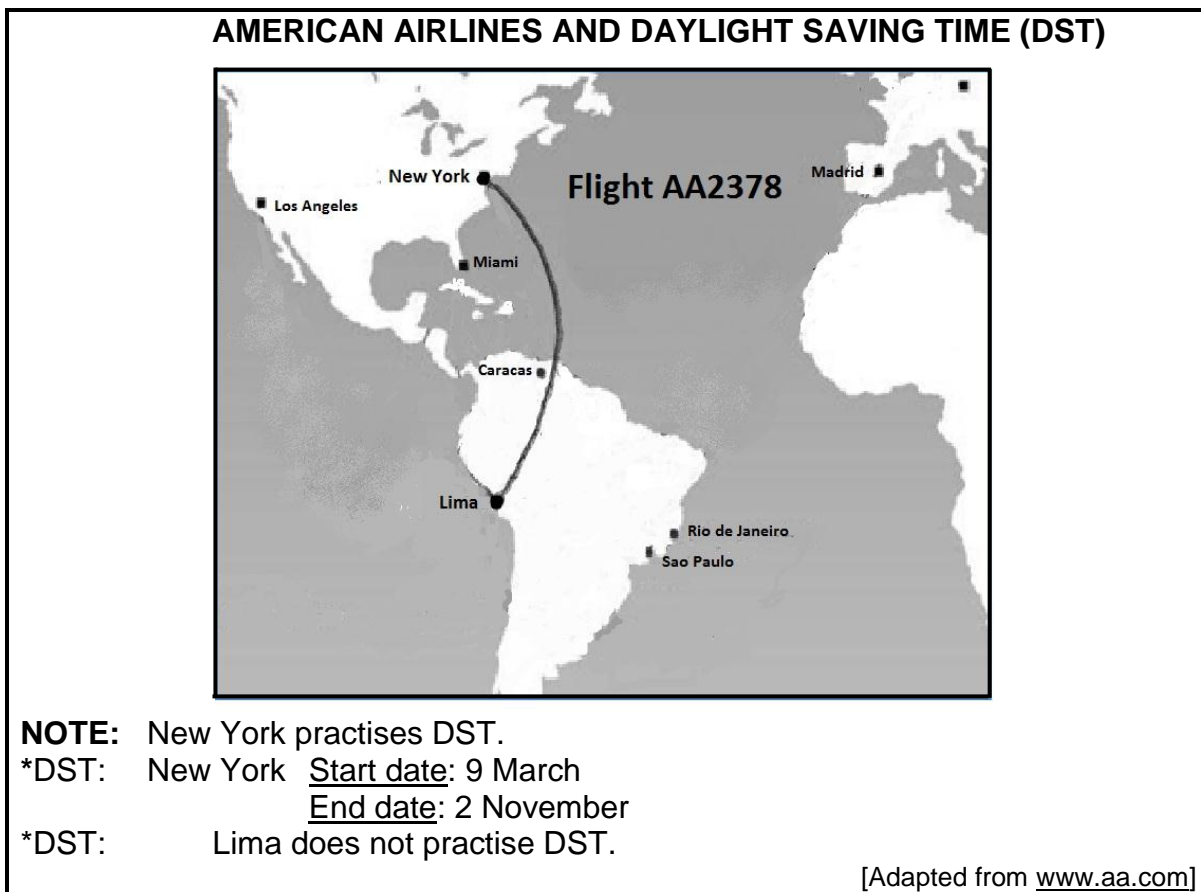 AMERICAN AIRLINES AND DAYLIGHT SAVING TIME (DST)
New York
Flight AA2378
Madrid
Los Angeles
Miami
Caracas
Lima
Rio de Janeiro
Sao Paulo
NOTE: New York practises DST.
*DST: New York Start date: 9 March
End date: 2 November
*DST: Lima does not practise DST.
[Adapted from www.aa.com]